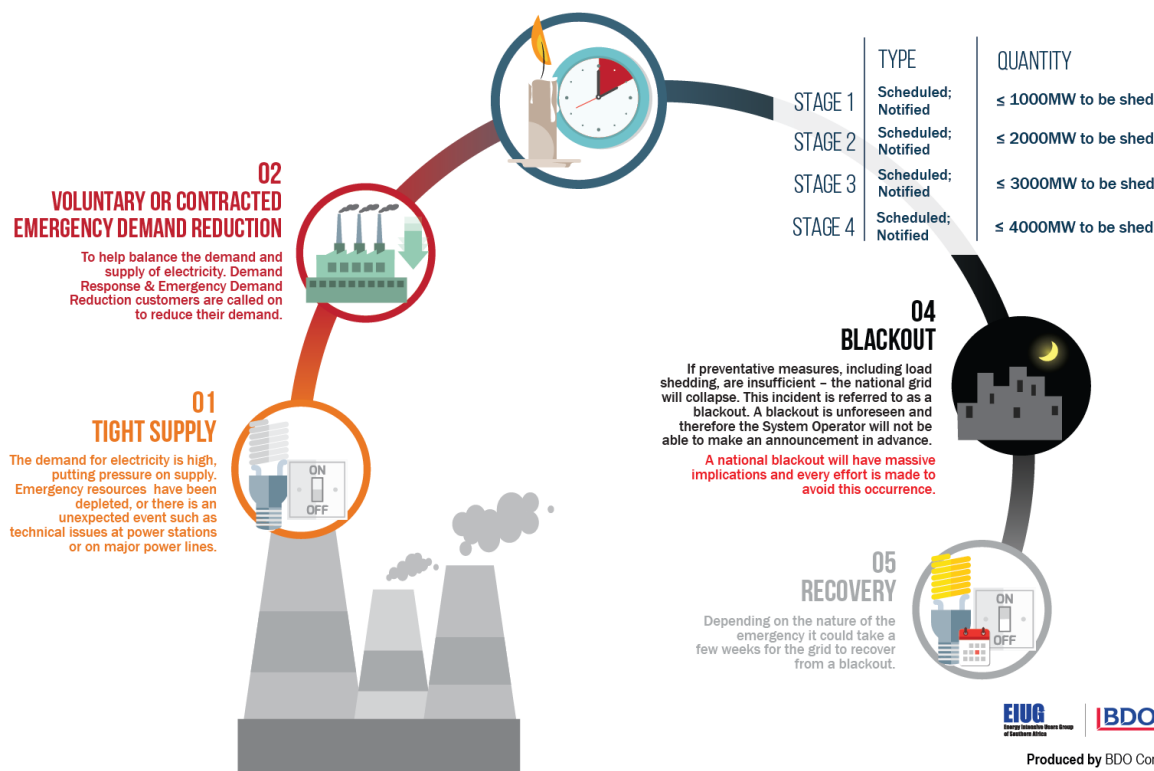 TYPE QUANTITY
STAGE 1 Scheduled; Notified ≤ 1000MW to be shed
STAGE 2 Scheduled; Notified ≤ 2000MW to be shed
STAGE 3 Scheduled; Notified ≤ 3000MW to be shed
STAGE 4 Scheduled; Notified ≤ 4000MW to be shed
02
VOLUNTARY OR CONTRACTED
EMERGENCY DEMAND REDUCTION
To help balance the demand and
supply of electricity. Demand
Response & Emergency Demand
Reduction customers are called on
to reduce their demand.
01
TIGHT SUPPLY
The demand for electricity is high,
putting pressure on supply.
Emergency resources have been
depleted, or there is an
unexpected event such as
technical issues at power stations
or on major power lines.
ON
OFF
04
BLACKOUT
If preventative measures, including load
shedding, are insufficient – the national grid
will collapse. This incident is referred to as a
blackout. A blackout is unforeseen and
therefore the System Operator will not be
able to make an announcement in advance.
A national blackout will have massive
implications and every effort is made to
avoid this occurrence.
05
RECOVERY
Depending on the nature of the
emergency it could take a
few weeks for the grid to recover
from a blackout.
ON
OFF
EIUG
Energy Intensive Users Group
of Southern Africa
BDO
Produced by BDO